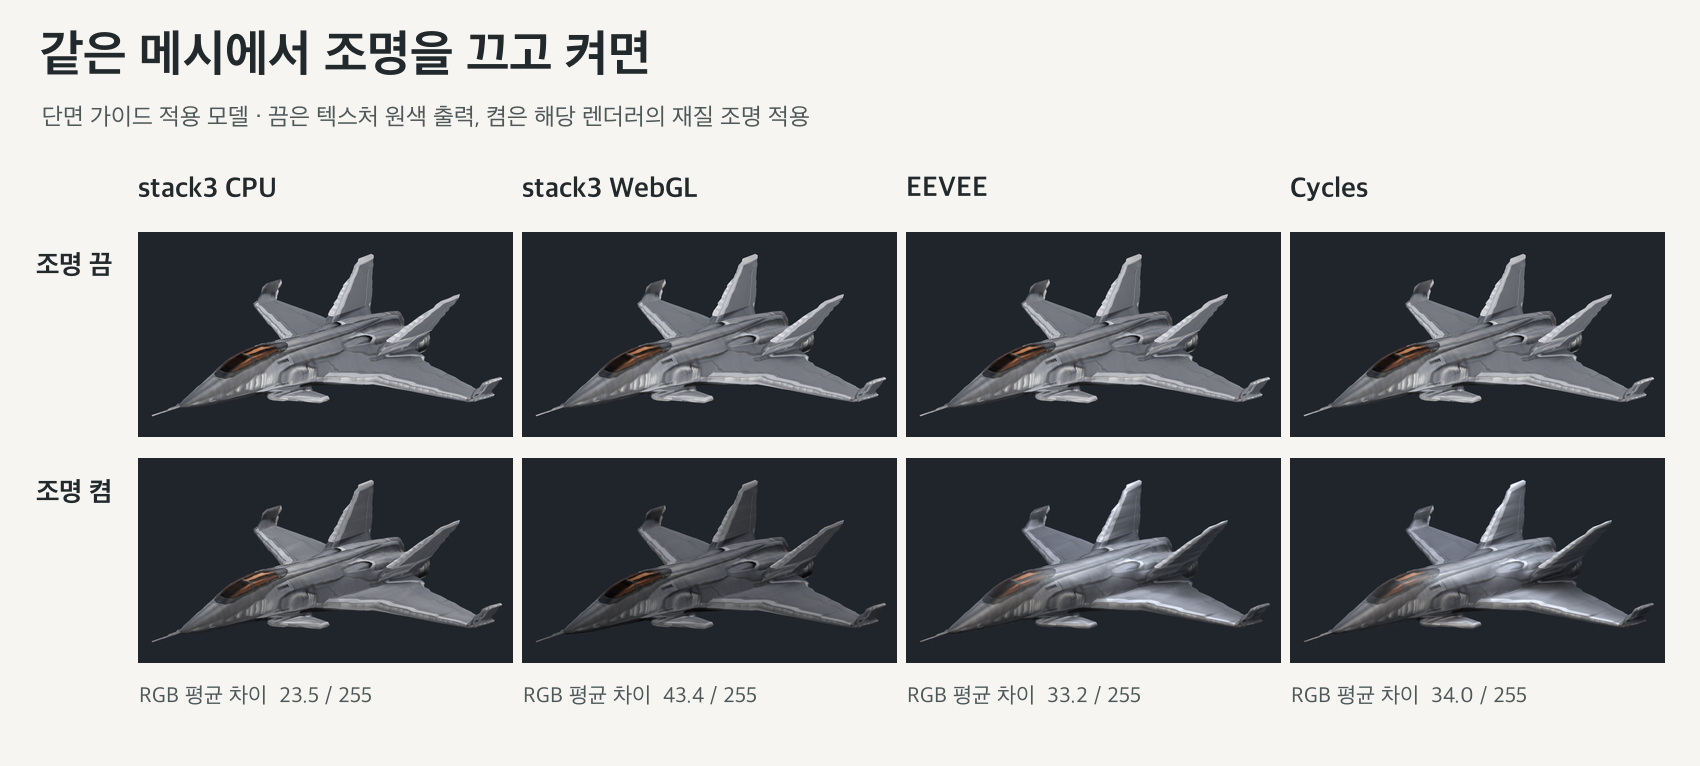 같은 메시에서 조명을 끄고 켜면
단면 가이드 적용 모델 · 끔은 텍스처 원색 출력, 켬은 해당 렌더러의 재질 조명 적용
stack3 CPU
stack3 WebGL
EEVEE
Cycles
조명 끔
조명 켬
RGB 평균 차이 23.5 / 255
RGB 평균 차이 43.4 / 255
RGB 평균 차이 33.2 / 255
RGB 평균 차이 34.0 / 255